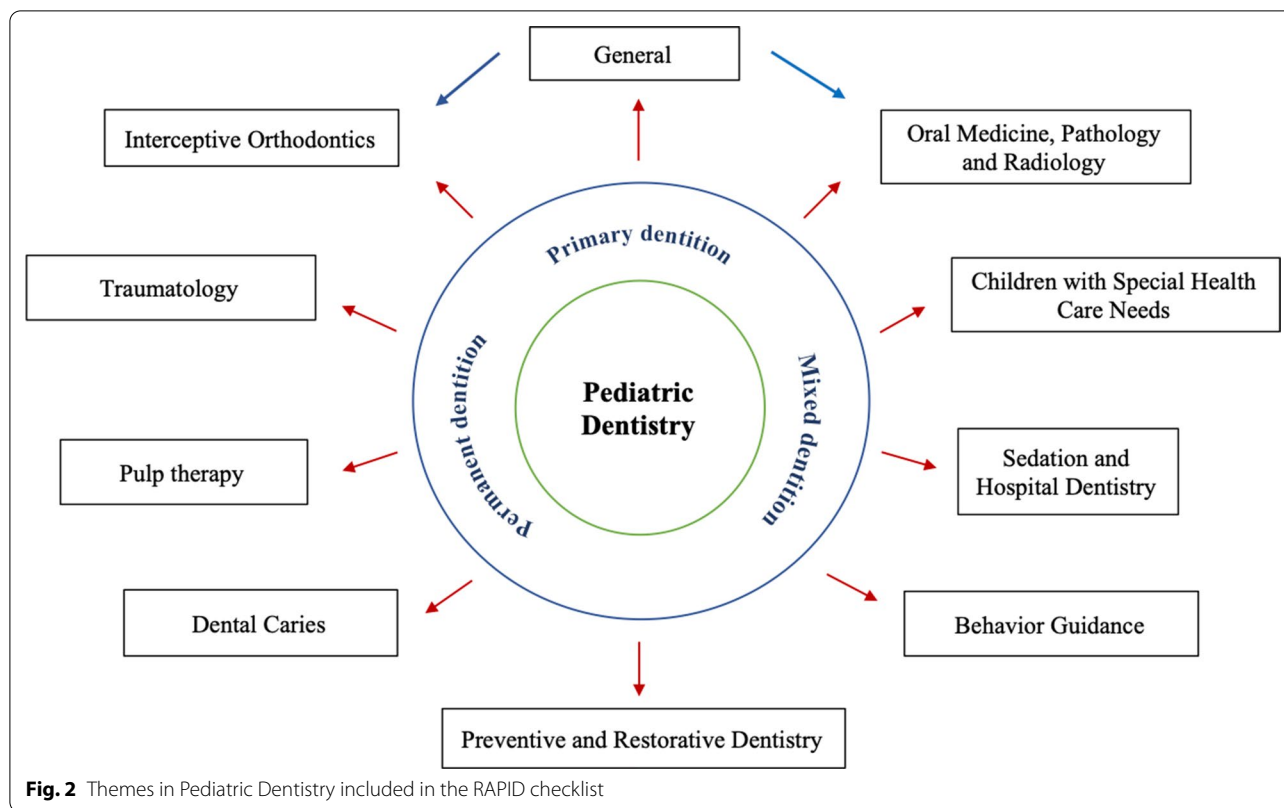 General
Interceptive Orthodontics
Oral Medicine, Pathology
and Radiology
Primary dentition
Traumatology
Children with Special Health
Care Needs
Permanent dentition
Pediatric
Dentistry
Mixed dentition
Pulp therapy
Sedation and
Hospital Dentistry
Dental Caries
Behavior Guidance
Preventive and Restorative Dentistry
Fig. 2 Themes in Pediatric Dentistry included in the RAPID checklist